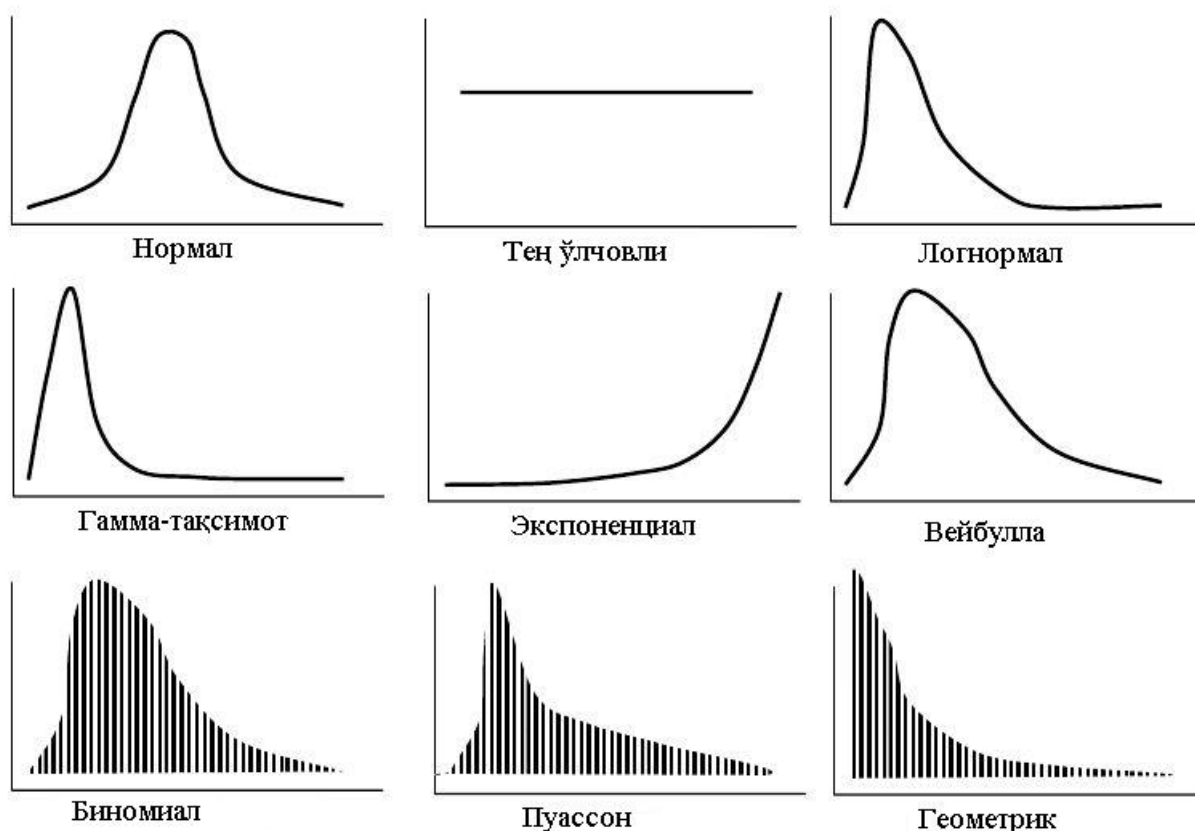 Нормал
Тең ўлчовли
Логнормал
Гамма-тақсимот
Экспоненциал
Вейбулла
Биномиал
Пуассон
Геометрик